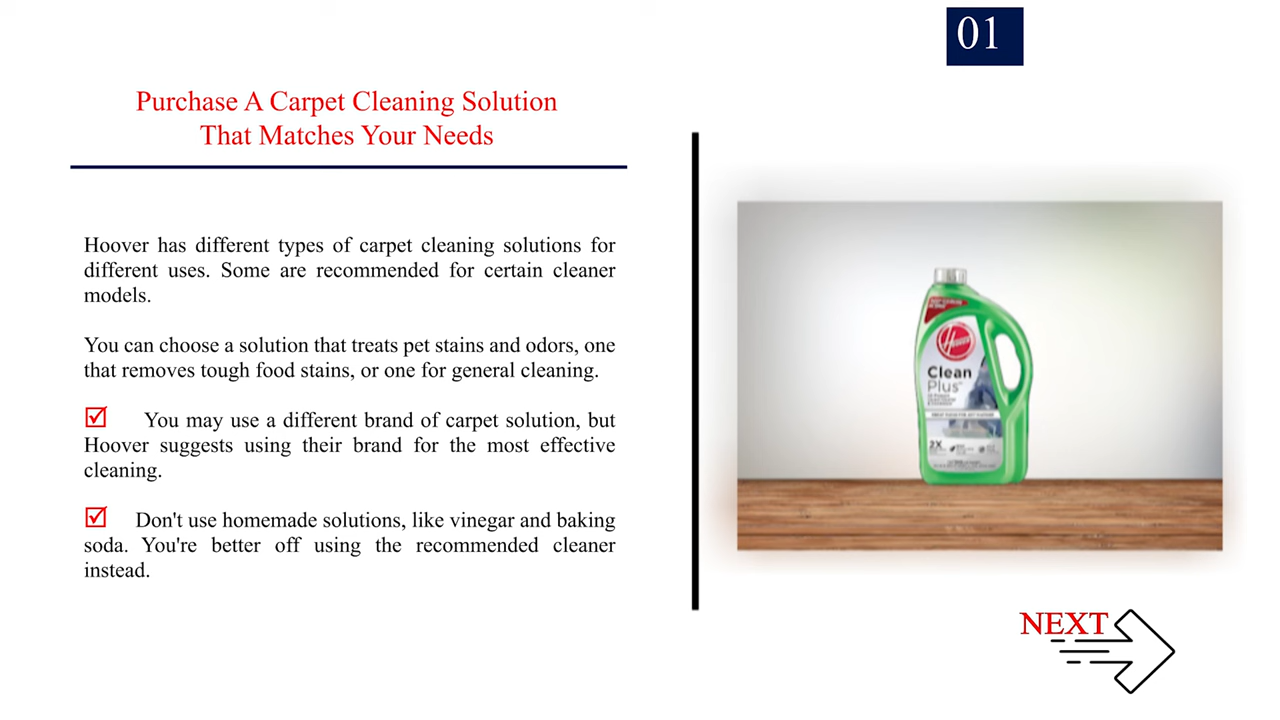 01
Purchase A Carpet Cleaning Solution
That Matches Your Needs
Hoover has different types of carpet cleaning solutions for
different uses. Some are recommended for certain cleaner
models.
You can choose a solution that treats pet stains and odors, one
that removes tough food stains, or one for general cleaning.
You may use a different brand of carpet solution, but
Hoover suggests using their brand for the most effective
cleaning.
Don't use homemade solutions, like vinegar and baking
soda. You're better off using the recommended cleaner
instead.
Hoover
Clean
Plus™
2X
NEXT